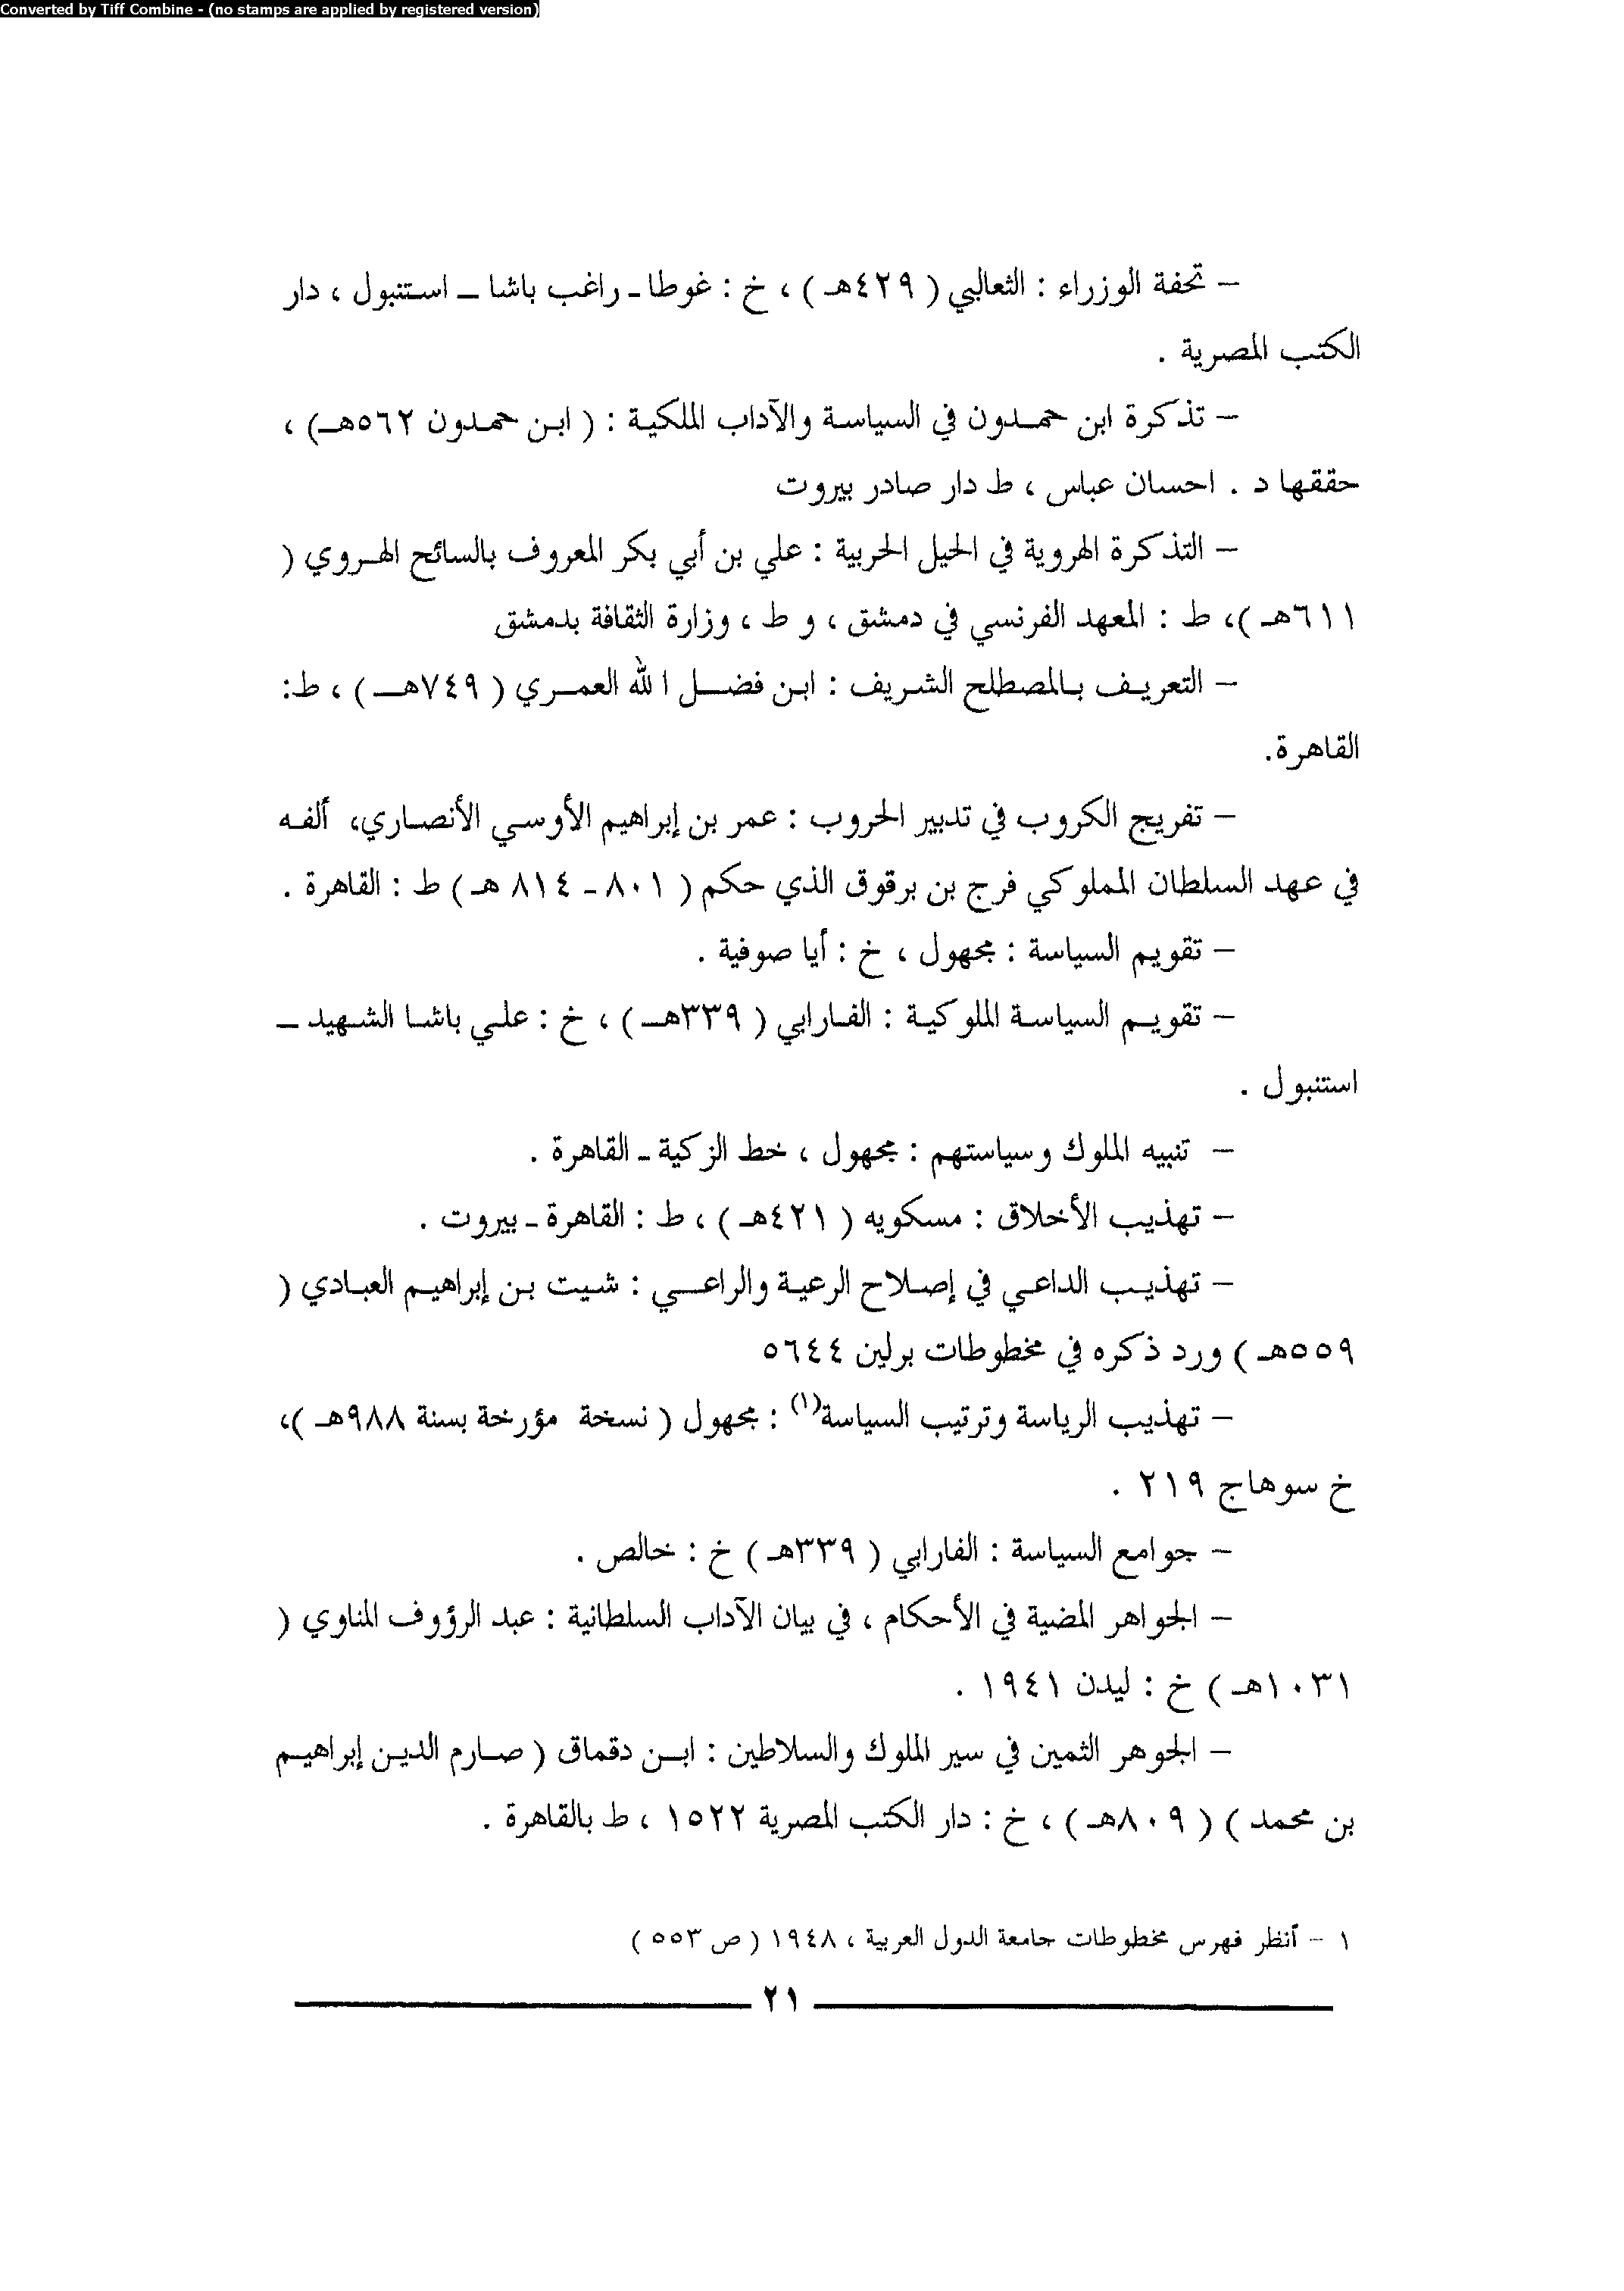 Converted by Tiff Combine - (no stamps are applied by registered version)
– تحفة الوزراء : الثعالبي ( ٤٢٩هـ ) ، خ : غوطا ـ راغب باشا ــ استنبول ، دار
الكتب المصرية .
– تذكرة ابن حمدون في السياسة والآداب الملكية : ( ابن حمدون ٥٦٢هـ) ،
حققها د . احسان عباس ، ط دار صادر بيروت
– التذكرة الهروية في الحيل الحربية : علي بن أبي بكر المعروف بالسائح الهروي (
٦١١هـ )، ط : المعهد الفرنسي في دمشق ، و ط ، وزارة الثقافة بدمشق
– التعريف بالمصطلح الشريف : ابن فضل الله العمري ( ٧٤٩هـ ) ، ط:
القاهرة.
– تفريج الكروب في تدبير الحروب : عمر بن إبراهيم الأوسي الأنصاري، ألفه
في عهد السلطان المملوكي فرج بن برقوق الذي حكم ( ٨٠١ ـ ٨١٤ هـ ) ط : القاهرة .
– تقويم السياسة : مجهول ، خ : أيا صوفية .
– تقويم السياسة الملوكية : الفارابي ( ٣٣٩هـ ) ، خ : علي باشا الشهيد ــ
استنبول .
– تنبيه الملوك وسياستهم : مجهول ، خط الزكية ـ القاهرة .
– تهذيب الأخلاق : مسكويه ( ٤٢١هـ ) ، ط : القاهرة ـ بيروت .
– تهذيب الداعي في إصلاح الرعية والراعي : شيت بن إبراهيم العبادي (
٥٥٩هـ ) ورد ذكره في مخطوطات برلين ٥٦٤٤
– تهذيب الرياسة وترتيب السياسة(١) : مجهول ( نسخة مؤرخة بسنة ٩٨٨هـ )،
خ سوهاج ٢١٩ .
– جوامع السياسة : الفارابي ( ٣٣٩هـ ) خ : خالص .
– الجواهر المضية في الأحكام ، في بيان الآداب السلطانية : عبد الرؤوف المناوي (
١٠٣١هـ ) خ : ليدن ١٩٤١ .
– الجوهر الثمين في سير الملوك والسلاطين : ابن دقماق ( صارم الدين إبراهيم
بن محمد ) ( ٨٠٩هـ ) ، خ : دار الكتب المصرية ١٥٢٢ ، ط بالقاهرة .
١ – أنظر فهرس مخطوطات جامعة الدول العربية ، ١٩٤٨ ( ص ٥٥٣ )
٢١